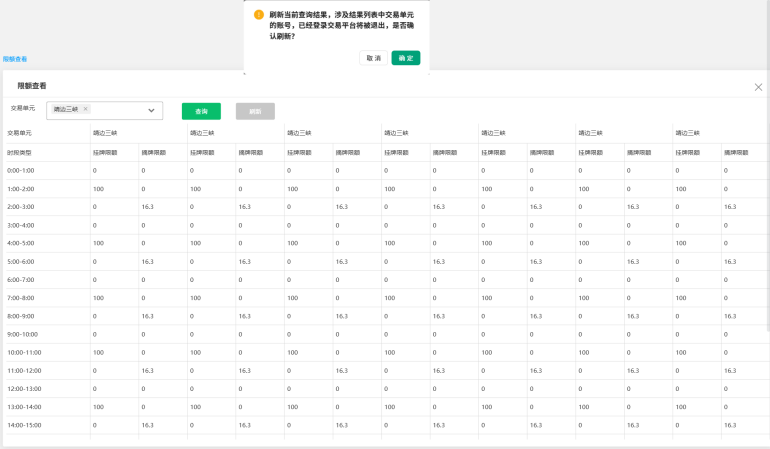 刷新当前查询结果，涉及结果列表中交易单元
的账号，已经登录交易平台将被退出，是否确
认刷新？
取 消 确 定
限额查看
限额查看
交易单元 靖边三峡 × 查询 刷新
交易单元 靖边三峡 靖边三峡 靖边三峡 靖边三峡 靖边三峡 靖边三峡 靖边三峡
时段类型 挂牌限额 摘牌限额 挂牌限额 摘牌限额 挂牌限额 摘牌限额 挂牌限额 摘牌限额 挂牌限额 摘牌限额 挂牌限额 摘牌限额 挂牌限额 摘牌限额
0:00-1:00 0 0 0 0 0 0 0 0 0 0 0 0 0 0
1:00-2:00 100 0 100 0 100 0 100 0 100 0 100 0 100 0
2:00-3:00 0 16.3 0 16.3 0 16.3 0 16.3 0 16.3 0 16.3 0 16.3
3:00-4:00 0 0 0 0 0 0 0 0 0 0 0 0 0 0
4:00-5:00 100 0 100 0 100 0 100 0 100 0 100 0 100 0
5:00-6:00 0 16.3 0 16.3 0 16.3 0 16.3 0 16.3 0 16.3 0 16.3
6:00-7:00 0 0 0 0 0 0 0 0 0 0 0 0 0 0
7:00-8:00 100 0 100 0 100 0 100 0 100 0 100 0 100 0
8:00-9:00 0 16.3 0 16.3 0 16.3 0 16.3 0 16.3 0 16.3 0 16.3
9:00-10:00 0 0 0 0 0 0 0 0 0 0 0 0 0 0
10:00-11:00 100 0 100 0 100 0 100 0 100 0 100 0 100 0
11:00-12:00 0 16.3 0 16.3 0 16.3 0 16.3 0 16.3 0 16.3 0 16.3
12:00-13:00 0 0 0 0 0 0 0 0 0 0 0 0 0 0
13:00-14:00 100 0 100 0 100 0 100 0 100 0 100 0 100 0
14:00-15:00 0 16.3 0 16.3 0 16.3 0 16.3 0 16.3 0 16.3 0 16.3